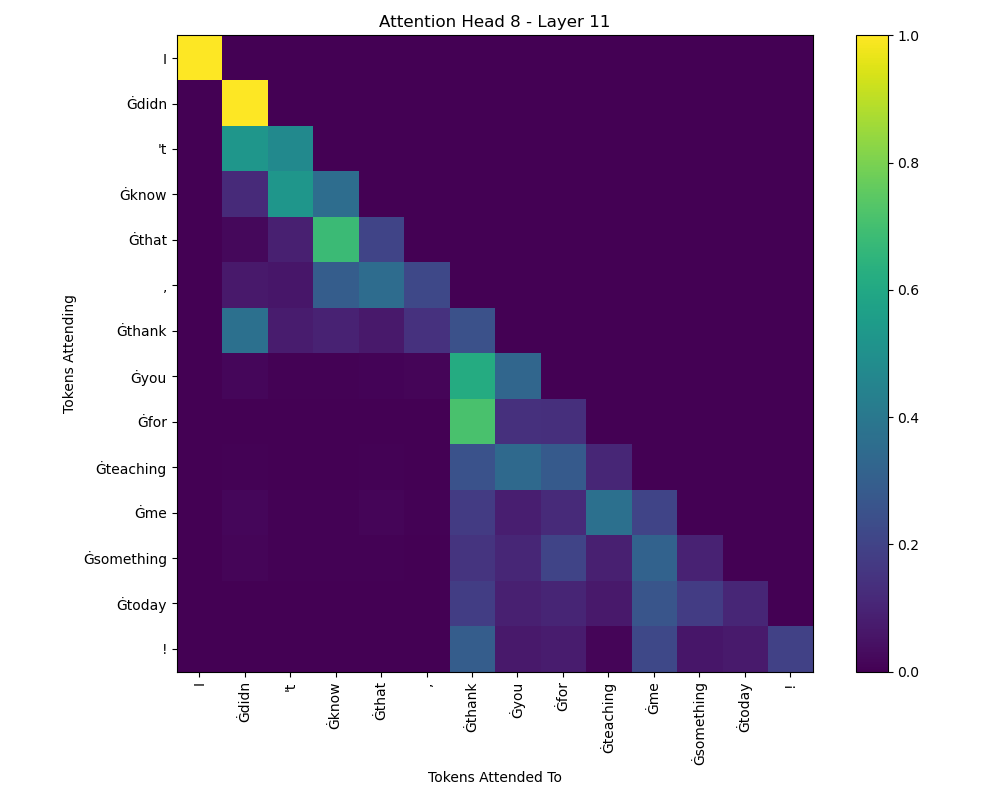 Attention Head 8 - Layer 11
Tokens Attending
I
Ġdidn
't
Ġknow
Ġthat
,
Ġthank
Ġyou
Ġfor
Ġteaching
Ġme
Ġsomething
Ġtoday
!
I
Ġdidn
't
Ġknow
Ġthat
,
Ġthank
Ġyou
Ġfor
Ġteaching
Ġme
Ġsomething
Ġtoday
!
Tokens Attended To
1.0
0.8
0.6
0.4
0.2
0.0